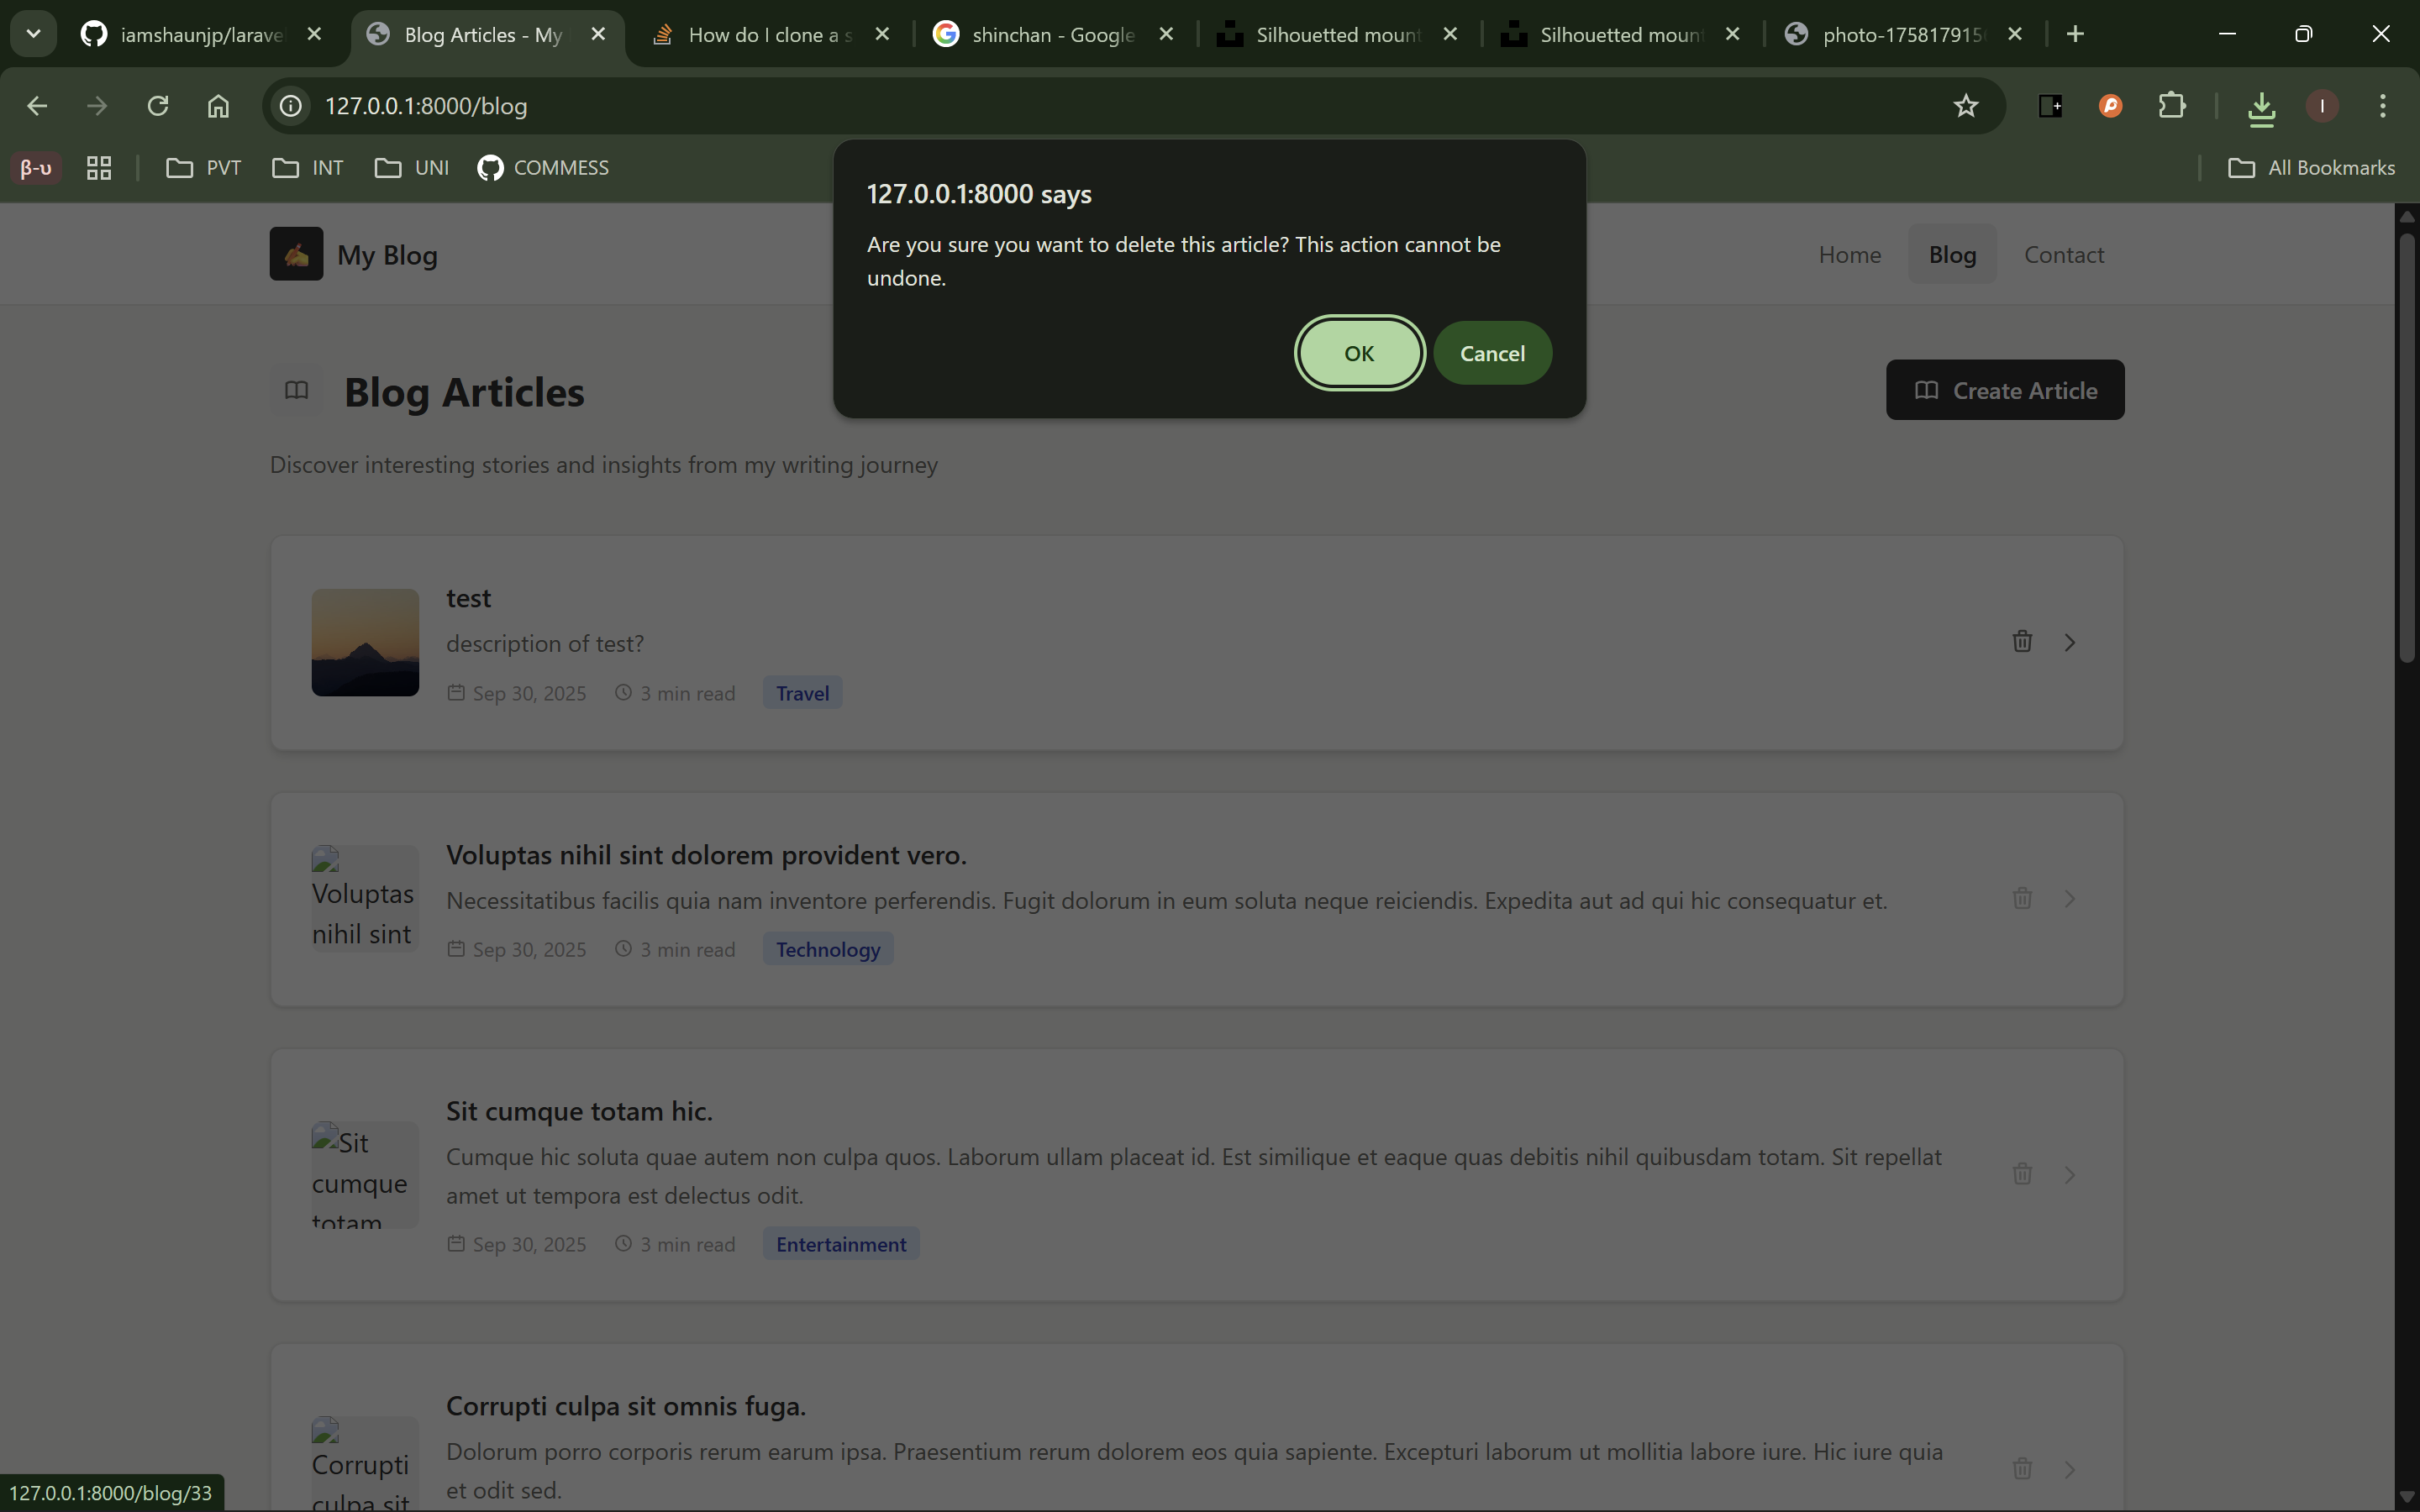 iamshaunjp/larave
Blog Articles - My
How do I clone a s
shinchan - Google
Silhouetted mount
Silhouetted moun
photo-175817915
127.0.0.1:8000/blog
I
β-υ
PVT
INT
UNI
COMMESS
All Bookmarks
127.0.0.1:8000 says
Are you sure you want to delete this article? This action cannot be
undone.
OK
Cancel
My Blog
Home
Blog
Contact
Blog Articles
Create Article
Discover interesting stories and insights from my writing journey
test
description of test?
Sep 30, 2025
3 min read
Travel
Voluptas
nihil sint
Voluptas nihil sint dolorem provident vero.
Necessitatibus facilis quia nam inventore perferendis. Fugit dolorum in eum soluta neque reiciendis. Expedita aut ad qui hic consequatur et.
Sep 30, 2025
3 min read
Technology
Sit
cumque
totam
Sit cumque totam hic.
Cumque hic soluta quae autem non culpa quos. Laborum ullam placeat id. Est similique et eaque quas debitis nihil quibusdam totam. Sit repellat
amet ut tempora est delectus odit.
Sep 30, 2025
3 min read
Entertainment
Corrupti
culpa sit
Corrupti culpa sit omnis fuga.
Dolorum porro corporis rerum earum ipsa. Praesentium rerum dolorem eos quia sapiente. Excepturi laborum ut mollitia labore iure. Hic iure quia
et odit sed.
127.0.0.1:8000/blog/33